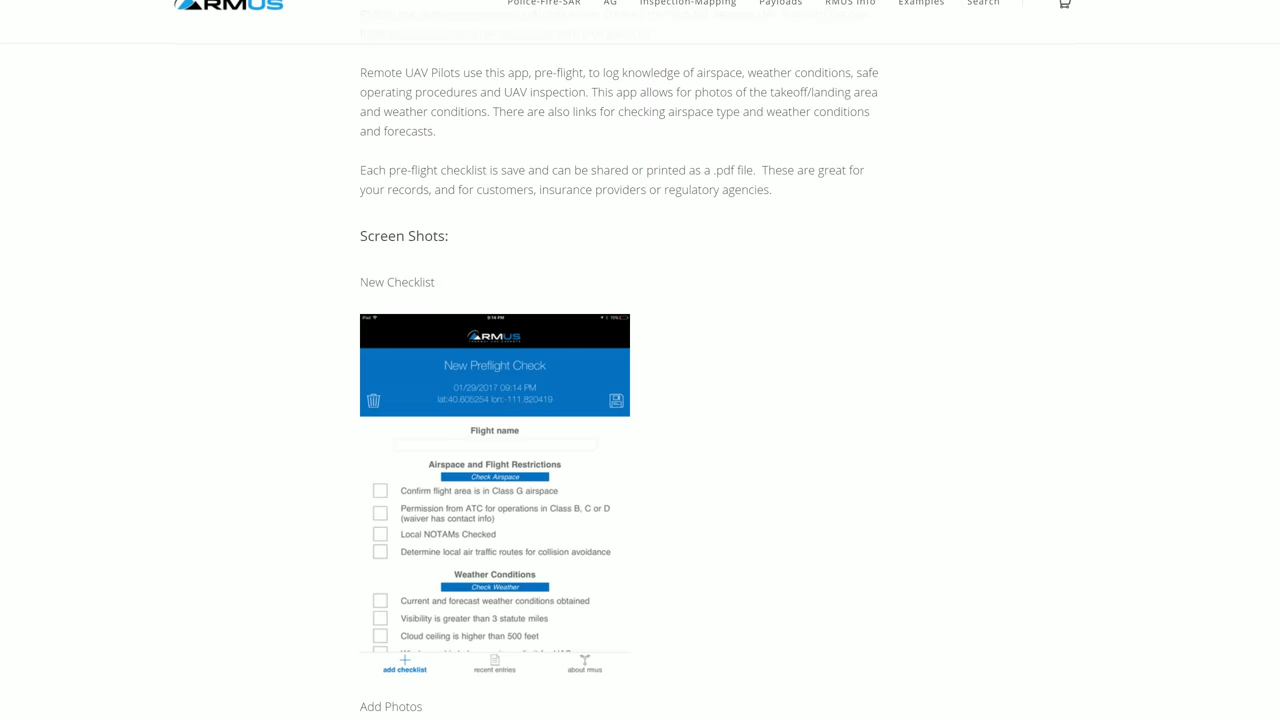 RMUS
Police-Fire-SAR AG Inspection-Mapping Payloads RMUS Info Examples Search
Remote UAV Pilots use this app, pre-flight, to log knowledge of airspace, weather conditions, safe
operating procedures and UAV inspection. This app allows for photos of the takeoff/landing area
and weather conditions. There are also links for checking airspace type and weather conditions
and forecasts.
Each pre-flight checklist is save and can be shared or printed as a .pdf file.  These are great for
your records, and for customers, insurance providers or regulatory agencies.
Screen Shots:
New Checklist
iPad 9:14 PM
RMUS
New Preflight Check
01/29/2017 09:14 PM
lat:40.605254 lon:-111.820419
Flight name
Airspace and Flight Restrictions
Check Airspace
Confirm flight area is in Class G airspace
Permission from ATC for operations in Class B, C or D
(waiver has contact info)
Local NOTAMs Checked
Determine local air traffic routes for collision avoidance
Weather Conditions
Check Weather
Current and forecast weather conditions obtained
Visibility is greater than 3 statute miles
Cloud ceiling is higher than 500 feet
add checklist recent entries about rmus
Add Photos